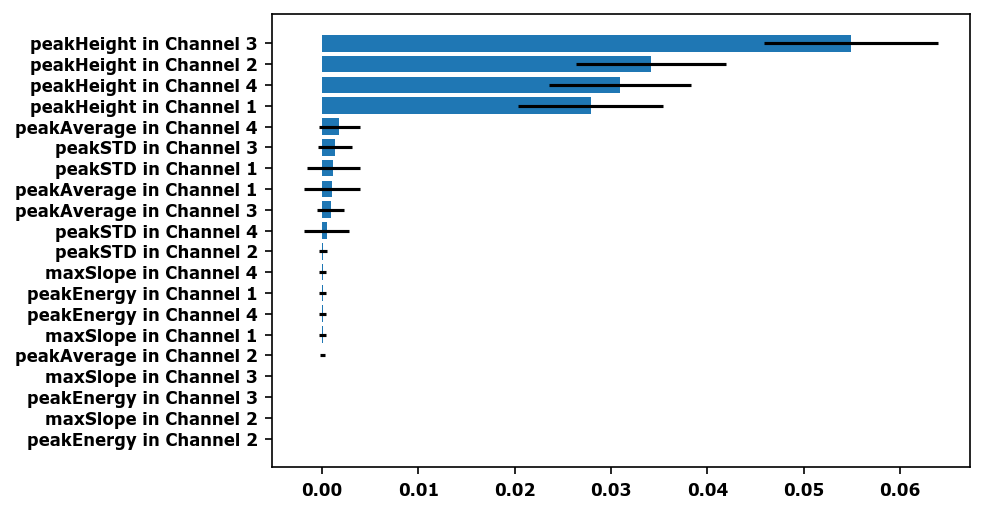 peakHeight in Channel 3
peakHeight in Channel 2
peakHeight in Channel 4
peakHeight in Channel 1
peakAverage in Channel 4
peakSTD in Channel 3
peakSTD in Channel 1
peakAverage in Channel 1
peakAverage in Channel 3
peakSTD in Channel 4
peakSTD in Channel 2
maxSlope in Channel 4
peakEnergy in Channel 1
peakEnergy in Channel 4
maxSlope in Channel 1
peakAverage in Channel 2
maxSlope in Channel 3
peakEnergy in Channel 3
maxSlope in Channel 2
peakEnergy in Channel 2
0.00 0.01 0.02 0.03 0.04 0.05 0.06